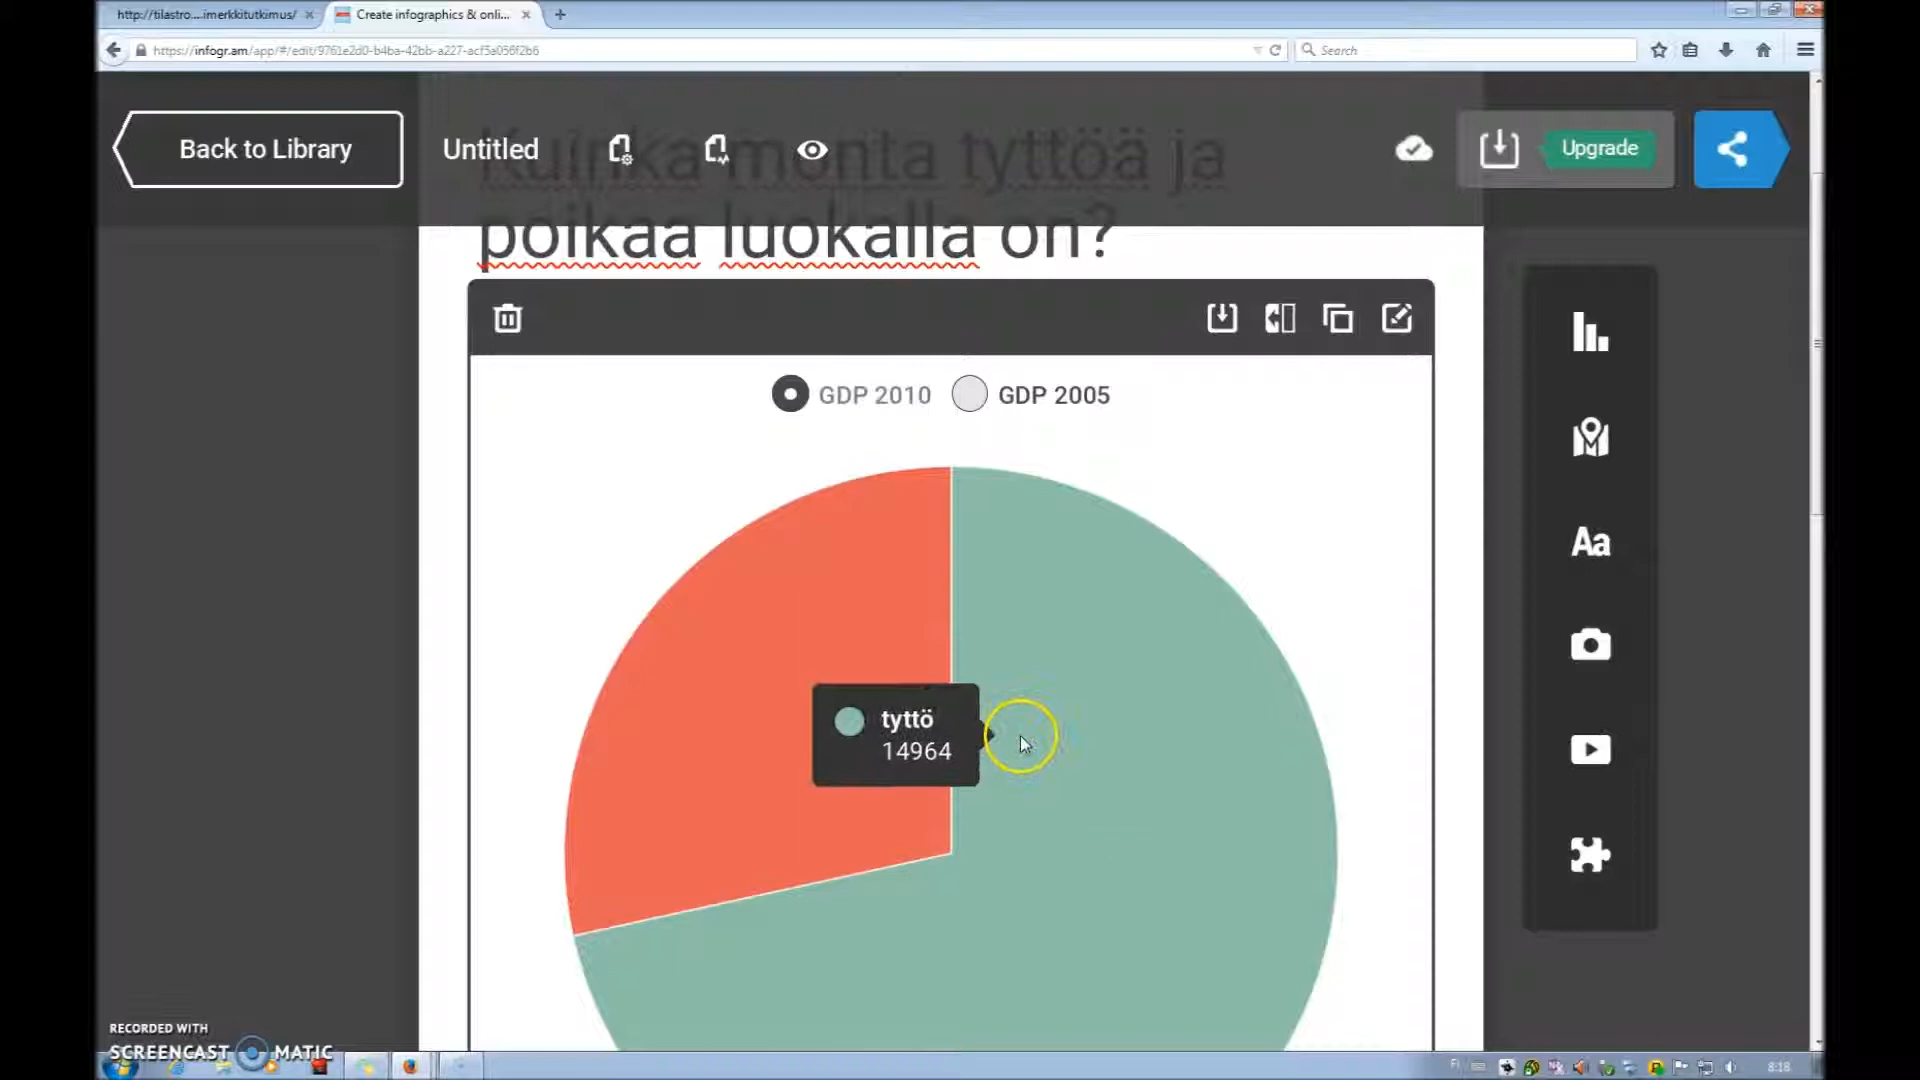 http://tilastro....imerkkitutkimus/
Create infographics & onli...
https://infogr.am/app/#/edit/9761e2d0-b4ba-42bb-a227-acf5a056f2b6
Search
Back to Library
Untitled
Upgrade
Kuinka monta tyttöä ja
poikaa luokalla on?
GDP 2010
GDP 2005
Aa
tyttö
14964
RECORDED WITH
SCREENCAST MATIC
FI
8:18